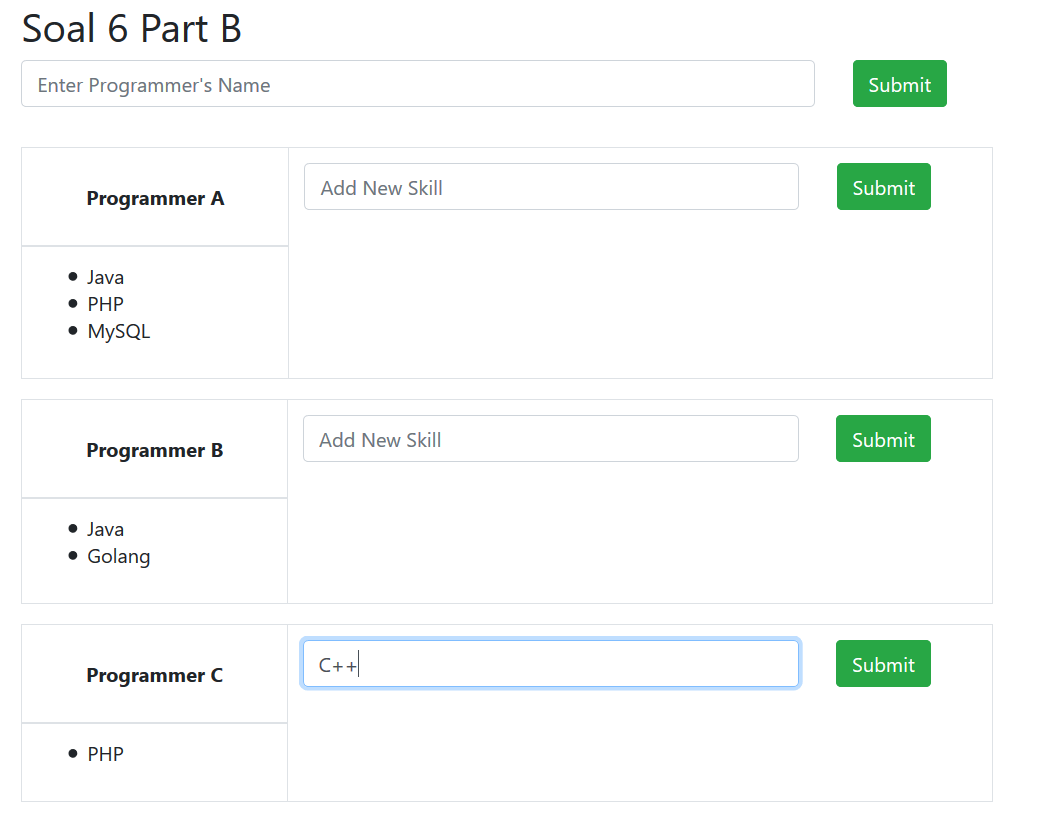 Soal 6 Part B
Enter Programmer's Name
Submit
Programmer A
Add New Skill
Submit
Java
PHP
MySQL
Programmer B
Add New Skill
Submit
Java
Golang
Programmer C
C++
Submit
PHP